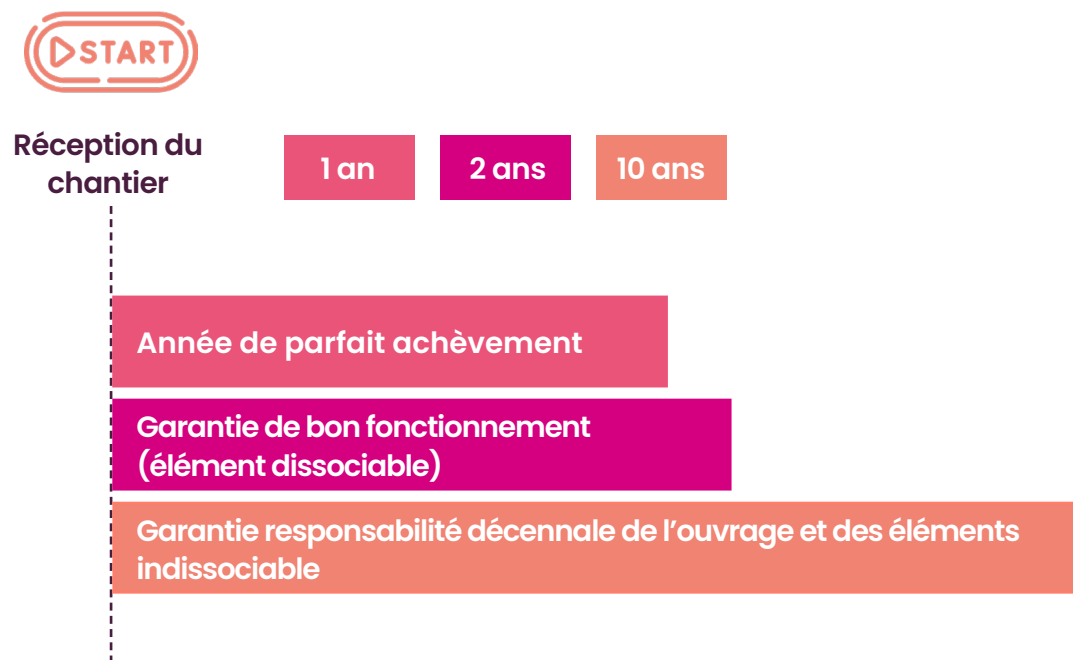 START
Réception du
chantier
1 an
2 ans
10 ans
Année de parfait achèvement
Garantie de bon fonctionnement
(élément dissociable)
Garantie responsabilité décennale de l’ouvrage et des éléments
indissociable